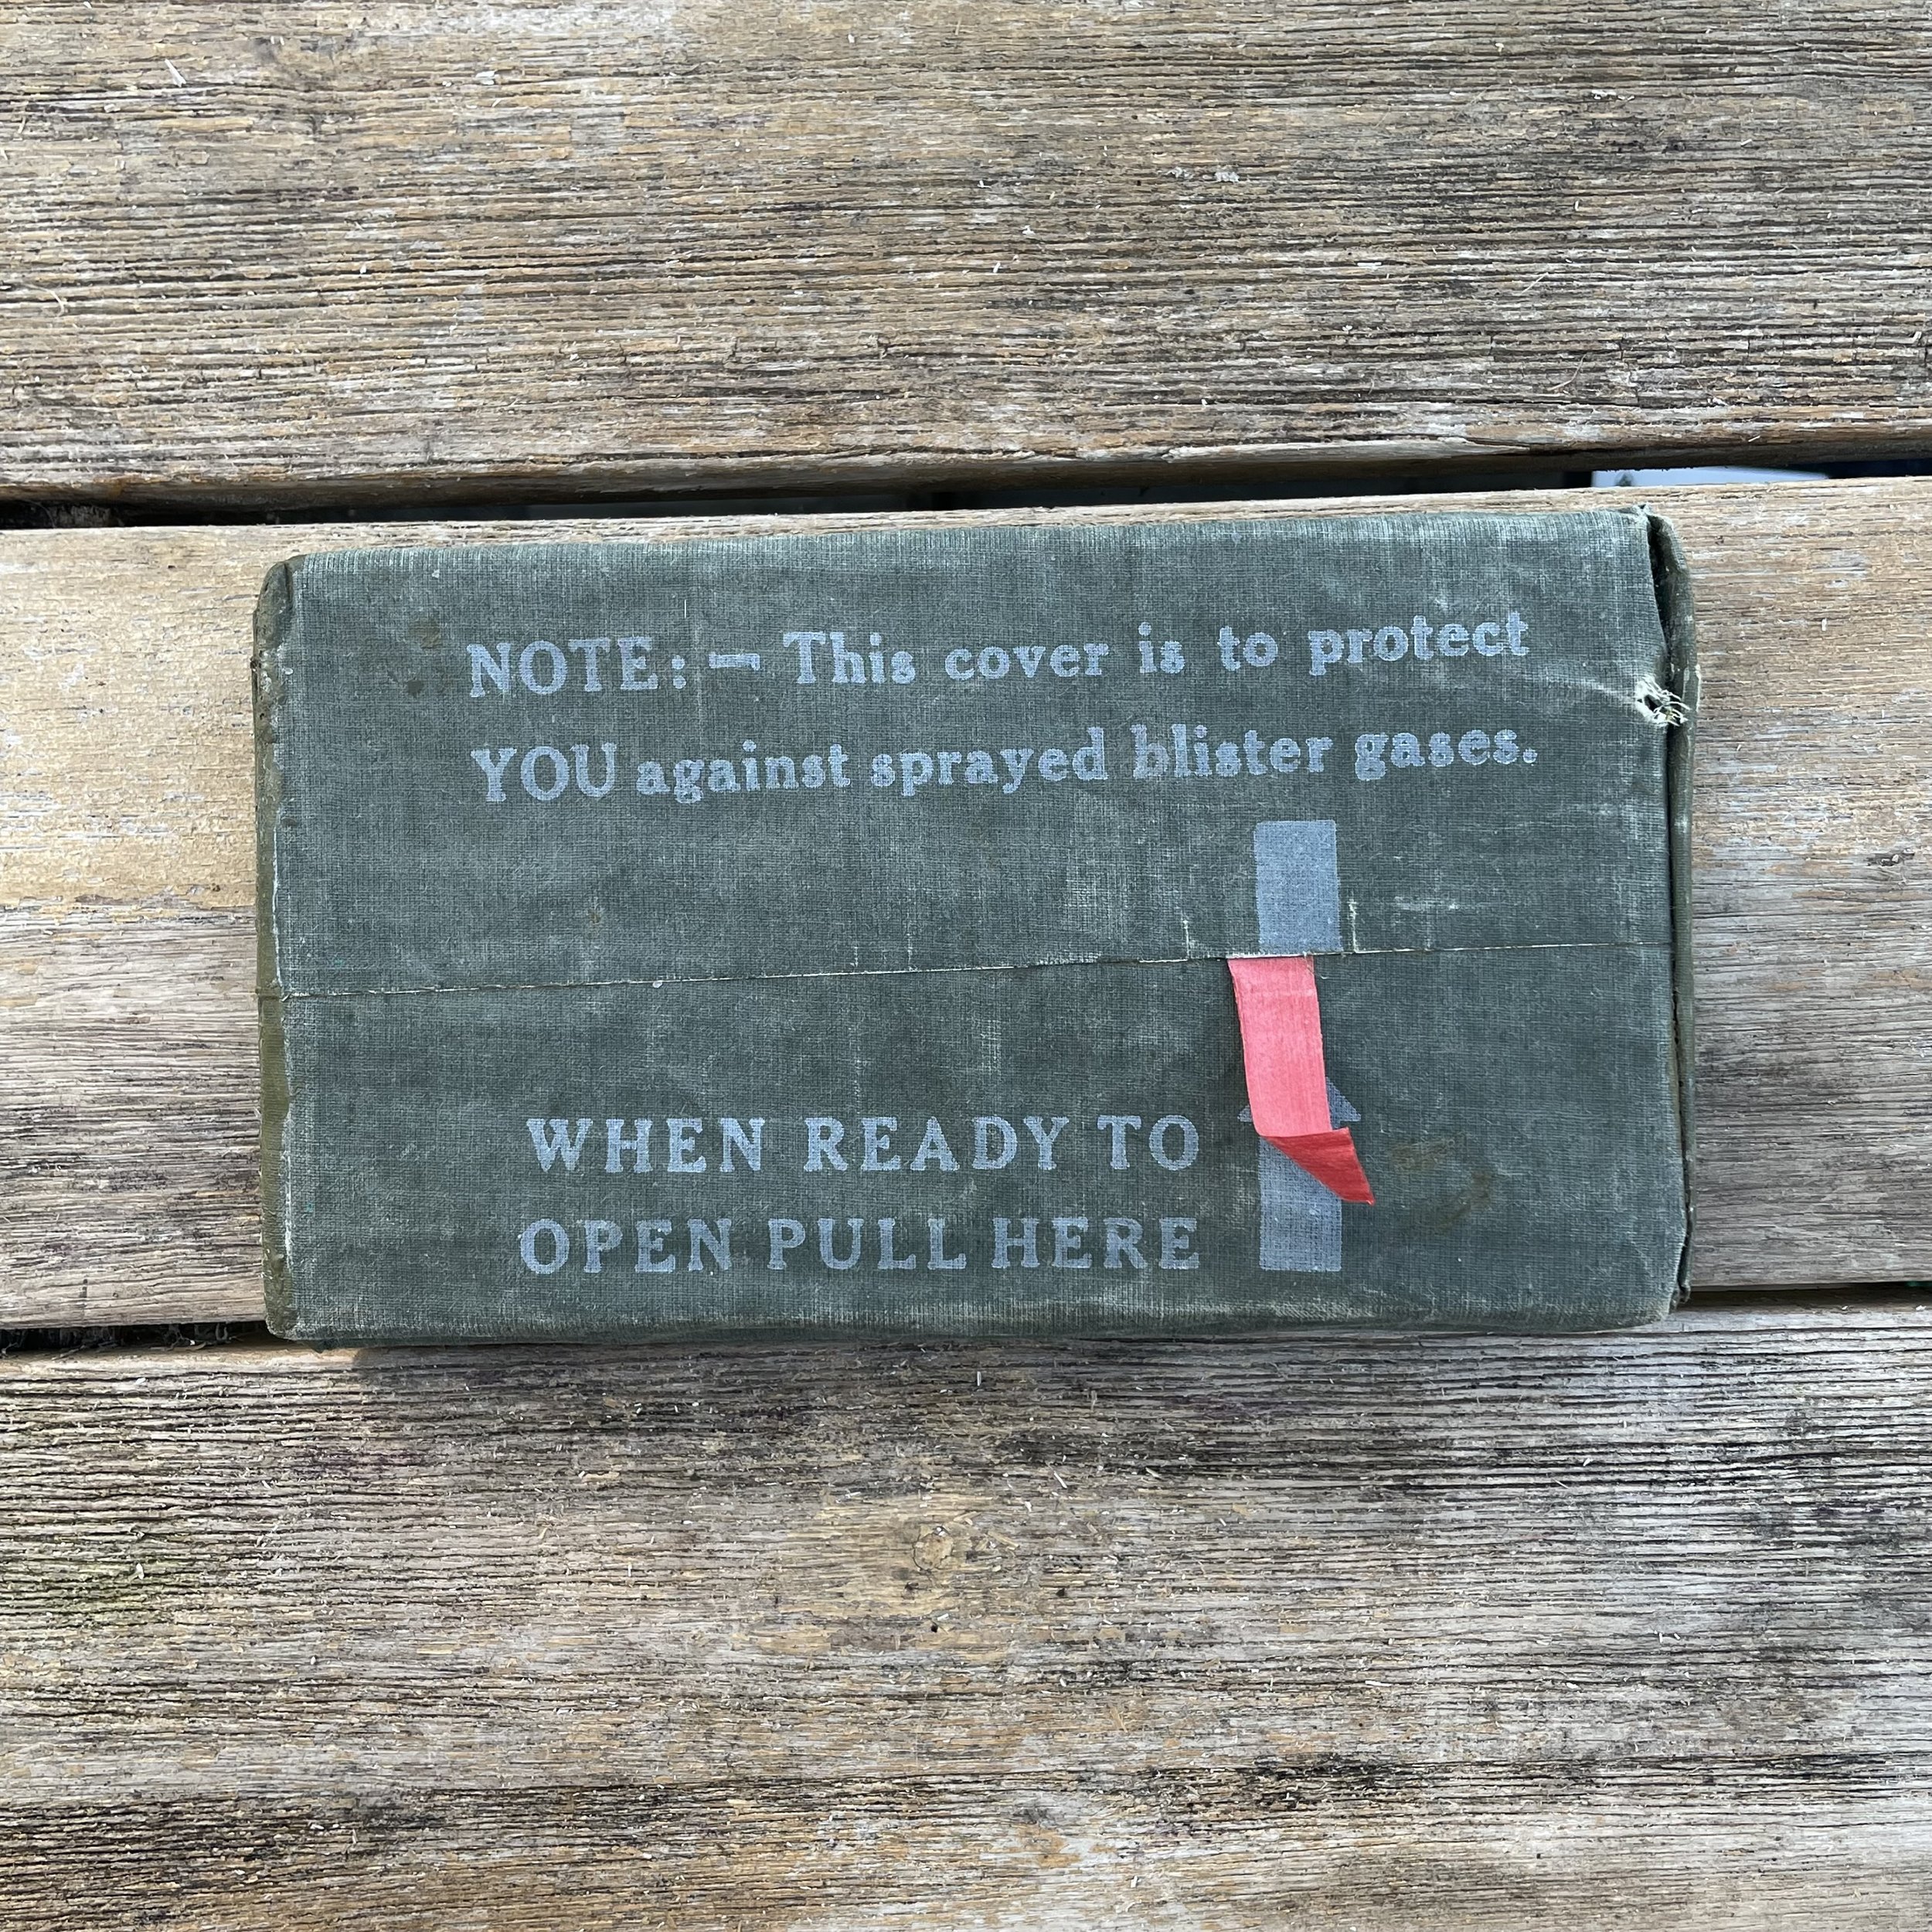 NOTE:— This cover is to protect
YOU against sprayed blister gases.
WHEN READY TO
OPEN PULL HERE